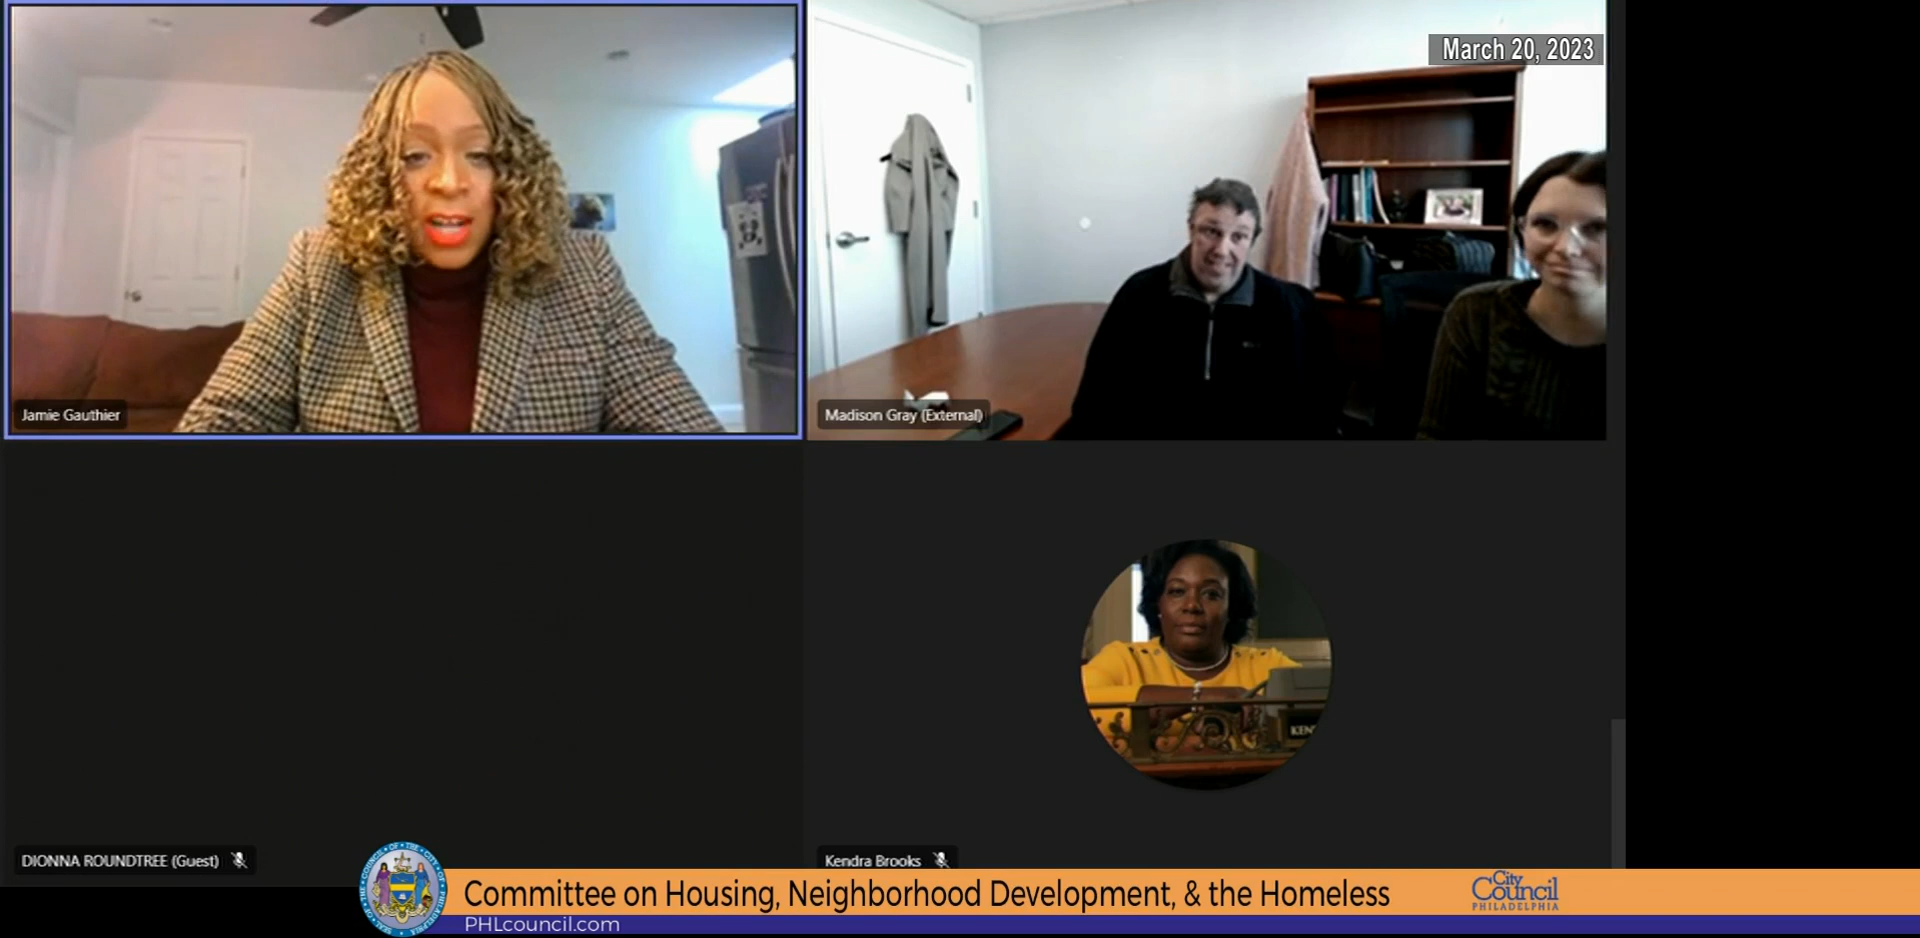 March 20, 2023
Jamie Gauthier
Madison Gray (External)
KEN
DIONNA ROUNDTREE (Guest)
Kendra Brooks
Committee on Housing, Neighborhood Development, & the Homeless
City
Council
PHILADELPHIA
PHLcouncil.com